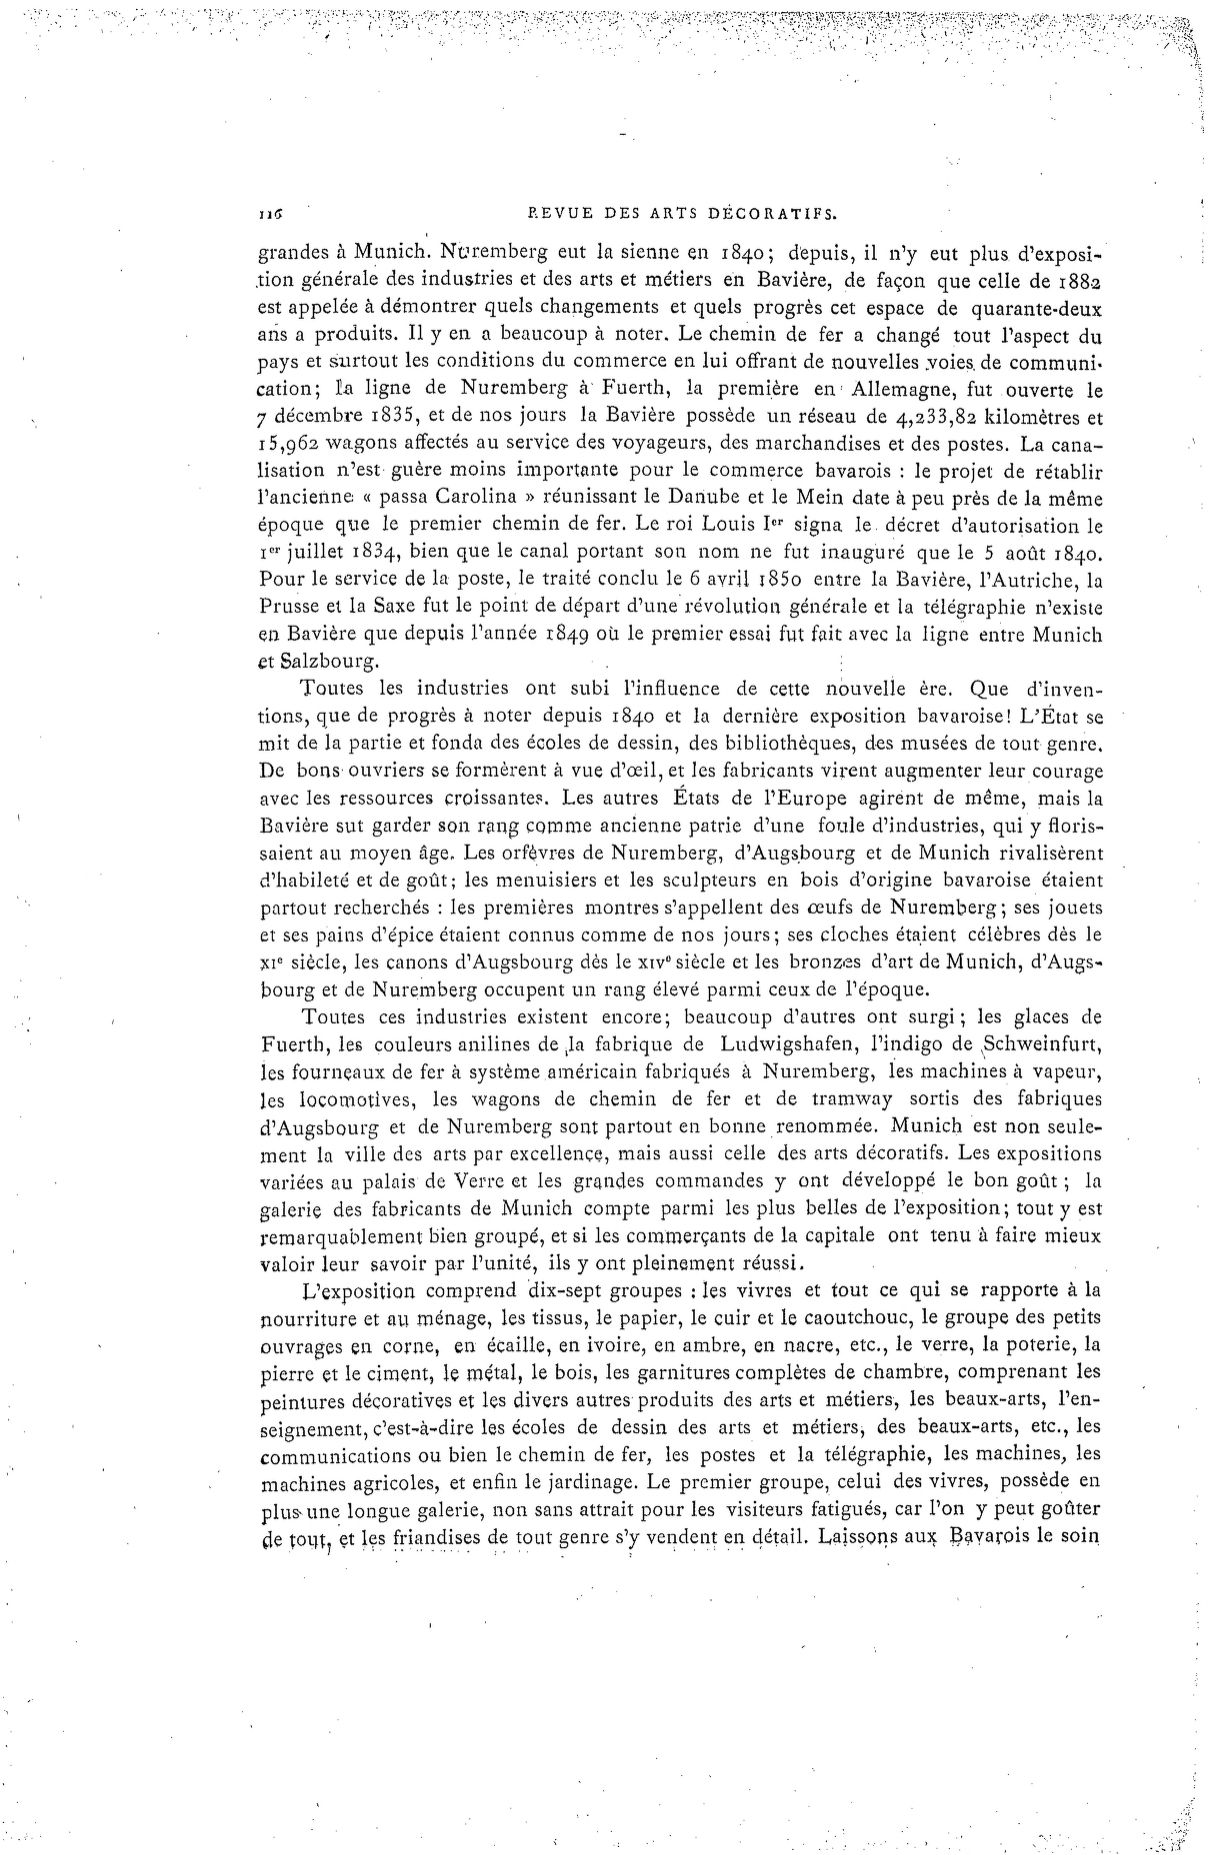 116 REVUE DES ARTS DÉCORATIFS.
grandes à Munich. Nuremberg eut la sienne en 1840; depuis, il n'y eut plus d'exposi-
tion générale des industries et des arts et métiers en Bavière, de façon que celle de 1882
est appelée à démontrer quels changements et quels progrès cet espace de quarante-deux
ans a produits. Il y en a beaucoup à noter. Le chemin de fer a changé tout l'aspect du
pays et surtout les conditions du commerce en lui offrant de nouvelles voies de communi-
cation; la ligne de Nuremberg à Fuerth, la première en Allemagne, fut ouverte le
7 décembre 1835, et de nos jours la Bavière possède un réseau de 4,233,82 kilomètres et
15,962 wagons affectés au service des voyageurs, des marchandises et des postes. La cana-
lisation n'est guère moins importante pour le commerce bavarois : le projet de rétablir
l'ancienne « passa Carolina » réunissant le Danube et le Mein date à peu près de la même
époque que le premier chemin de fer. Le roi Louis Ier signa le décret d'autorisation le
1er juillet 1834, bien que le canal portant son nom ne fut inauguré que le 5 août 1840.
Pour le service de la poste, le traité conclu le 6 avril 1850 entre la Bavière, l'Autriche, la
Prusse et la Saxe fut le point de départ d'une révolution générale et la télégraphie n'existe
en Bavière que depuis l'année 1849 où le premier essai fut fait avec la ligne entre Munich
et Salzbourg.
Toutes les industries ont subi l'influence de cette nouvelle ère. Que d'inven-
tions, que de progrès à noter depuis 1840 et la dernière exposition bavaroise! L'État se
mit de la partie et fonda des écoles de dessin, des bibliothèques, des musées de tout genre.
De bons ouvriers se formèrent à vue d'œil, et les fabricants virent augmenter leur courage
avec les ressources croissantes. Les autres États de l'Europe agirent de même, mais la
Bavière sut garder son rang comme ancienne patrie d'une foule d'industries, qui y floris-
saient au moyen âge. Les orfèvres de Nuremberg, d'Augsbourg et de Munich rivalisèrent
d'habileté et de goût; les menuisiers et les sculpteurs en bois d'origine bavaroise étaient
partout recherchés : les premières montres s'appellent des œufs de Nuremberg; ses jouets
et ses pains d'épice étaient connus comme de nos jours; ses cloches étaient célèbres dès le
XIe siècle, les canons d'Augsbourg dès le XIVe siècle et les bronzes d'art de Munich, d'Augs-
bourg et de Nuremberg occupent un rang élevé parmi ceux de l'époque.
Toutes ces industries existent encore; beaucoup d'autres ont surgi; les glaces de
Fuerth, les couleurs anilines de la fabrique de Ludwigshafen, l'indigo de Schweinfurt,
les fourneaux de fer à système américain fabriqués à Nuremberg, les machines à vapeur,
les locomotives, les wagons de chemin de fer et de tramway sortis des fabriques
d'Augsbourg et de Nuremberg sont partout en bonne renommée. Munich est non seule-
ment la ville des arts par excellence, mais aussi celle des arts décoratifs. Les expositions
variées au palais de Verre et les grandes commandes y ont développé le bon goût; la
galerie des fabricants de Munich compte parmi les plus belles de l'exposition; tout y est
remarquablement bien groupé, et si les commerçants de la capitale ont tenu à faire mieux
valoir leur savoir par l'unité, ils y ont pleinement réussi.
L'exposition comprend dix-sept groupes : les vivres et tout ce qui se rapporte à la
nourriture et au ménage, les tissus, le papier, le cuir et le caoutchouc, le groupe des petits
ouvrages en corne, en écaille, en ivoire, en ambre, en nacre, etc., le verre, la poterie, la
pierre et le ciment, le métal, le bois, les garnitures complètes de chambre, comprenant les
peintures décoratives et les divers autres produits des arts et métiers, les beaux-arts, l'en-
seignement, c'est-à-dire les écoles de dessin des arts et métiers, des beaux-arts, etc., les
communications ou bien le chemin de fer, les postes et la télégraphie, les machines, les
machines agricoles, et enfin le jardinage. Le premier groupe, celui des vivres, possède en
plus une longue galerie, non sans attrait pour les visiteurs fatigués, car l'on y peut goûter
de tout, et les friandises de tout genre s'y vendent en détail. Laissons aux Bavarois le soin